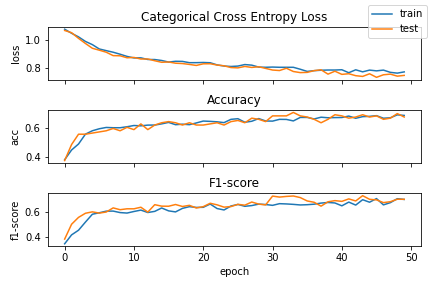 Categorical Cross Entropy Loss
train
test
1.0
0.8
loss
Accuracy
0.6
0.4
acc
F1-score
0.6
0.4
f1-score
0
10
20
30
40
50
epoch